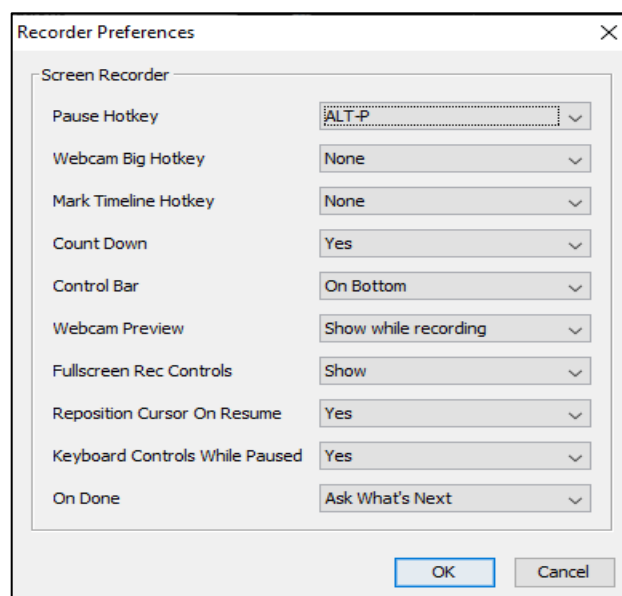 Recorder Preferences
Screen Recorder
Pause Hotkey ALT-P
Webcam Big Hotkey None
Mark Timeline Hotkey None
Count Down Yes
Control Bar On Bottom
Webcam Preview Show while recording
Fullscreen Rec Controls Show
Reposition Cursor On Resume Yes
Keyboard Controls While Paused Yes
On Done Ask What's Next
OK Cancel